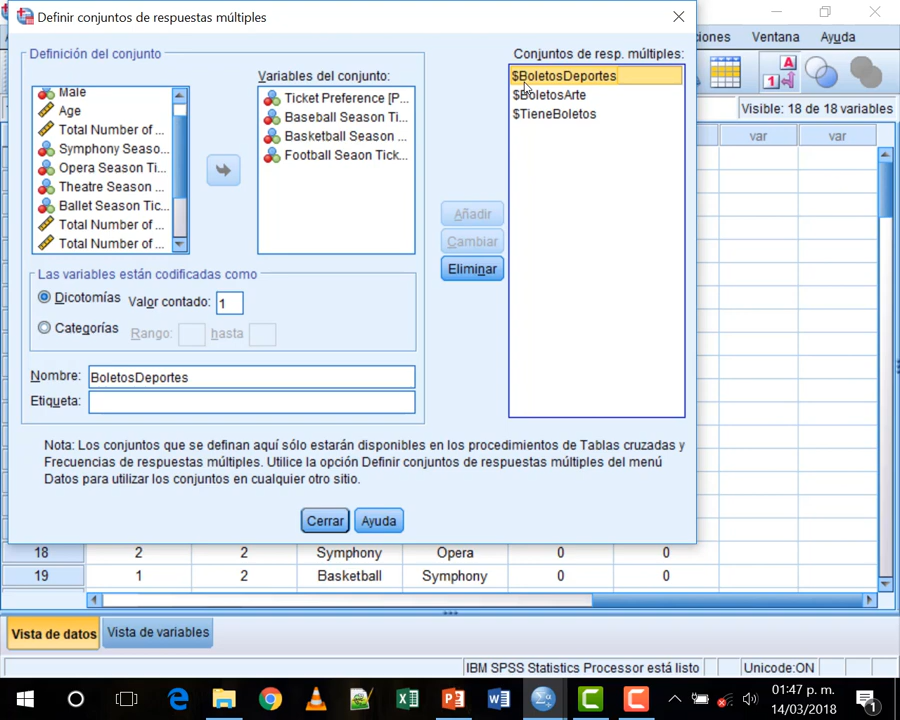 Definir conjuntos de respuestas múltiples
Ventana
Ayuda
Definición del conjunto
Conjuntos de resp. múltiples:
Variables del conjunto:
Male
Age
Total Number of ...
Symphony Seaso...
Opera Season Ti...
Theatre Season ...
Ballet Season Tic...
Total Number of ...
Total Number of ...
Ticket Preference [P...
Baseball Season Ti...
Basketball Season ...
Football Seaon Tick...
$BoletosDeportes
$BoletosArte
$TieneBoletos
Visible: 18 de 18 variables
var
var
Añadir
Cambiar
Eliminar
Las variables están codificadas como
Dicotomías Valor contado: 1
Categorías Rango: hasta
Nombre: BoletosDeportes
Etiqueta:
Nota: Los conjuntos que se definan aquí sólo estarán disponibles en los procedimientos de Tablas cruzadas y
Frecuencias de respuestas múltiples. Utilice la opción Definir conjuntos de respuestas múltiples del menú
Datos para utilizar los conjuntos en cualquier otro sitio.
Cerrar
Ayuda
18 2 2 Symphony Opera 0 0
19 1 2 Basketball Symphony 0 0
Vista de datos
Vista de variables
IBM SPSS Statistics Processor está listo
Unicode:ON
01:47 p. m.
14/03/2018